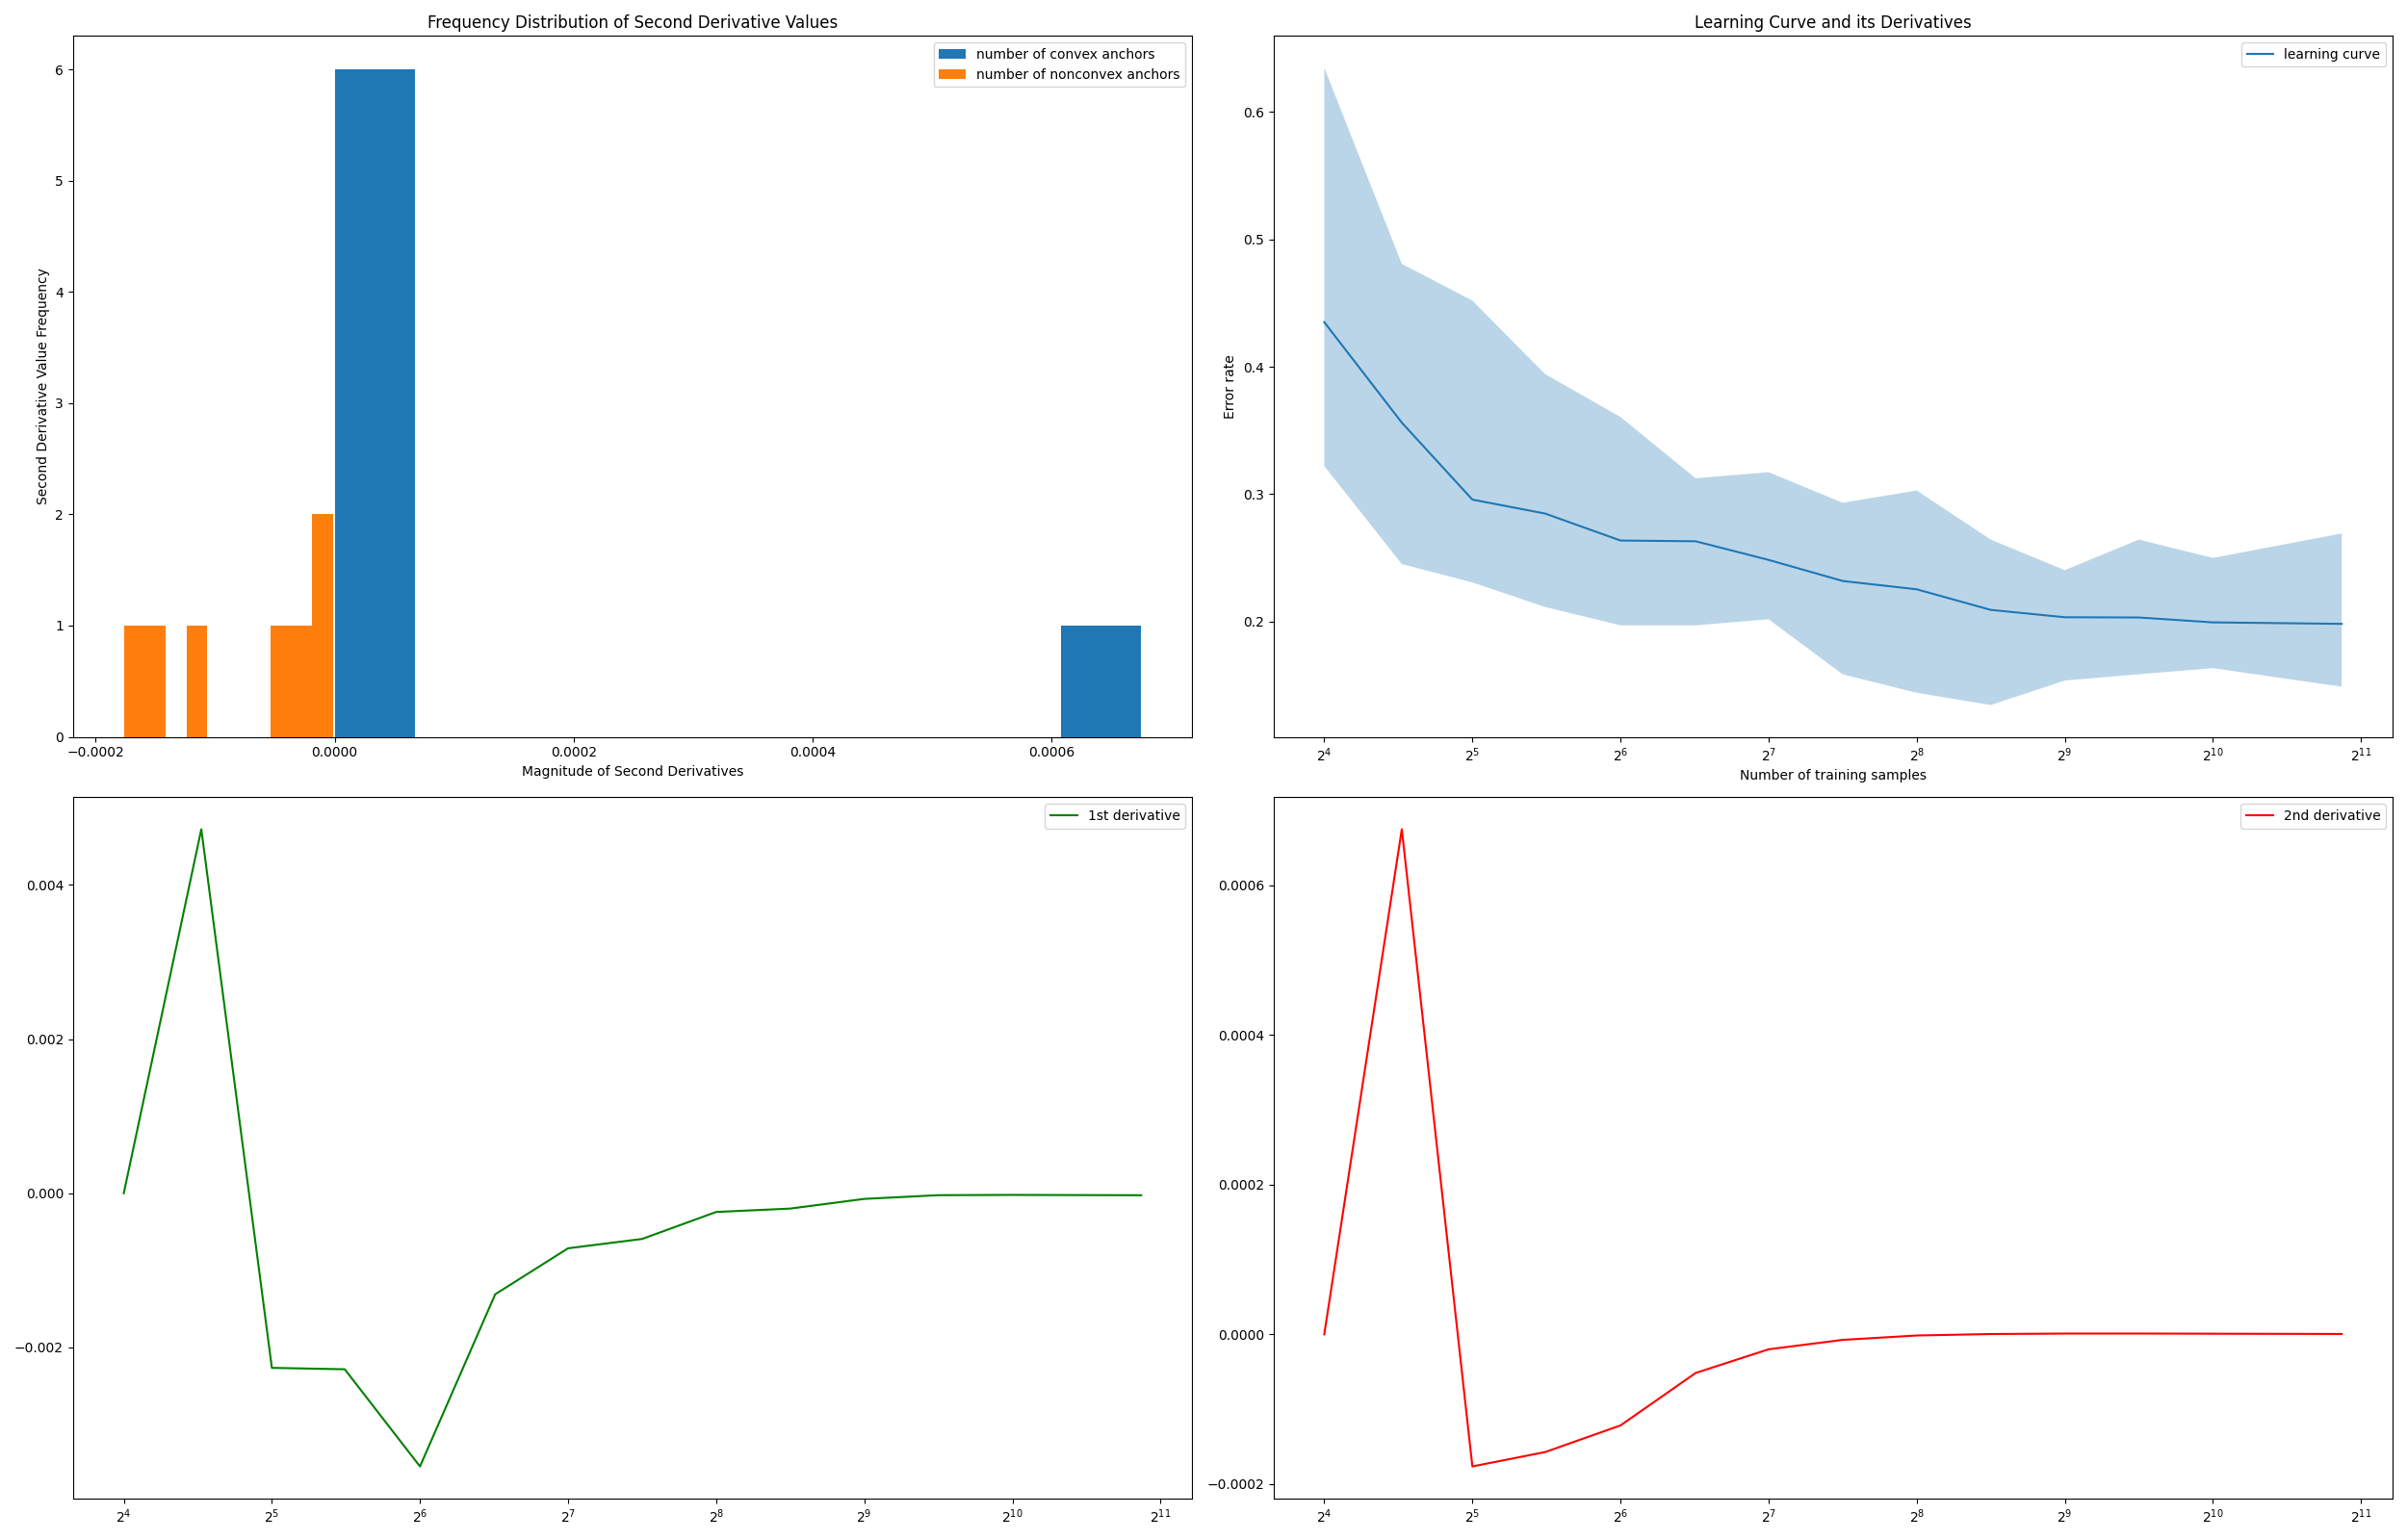 Frequency Distribution of Second Derivative Values
number of convex anchors
number of nonconvex anchors
Second Derivative Value Frequency
6
5
4
3
2
1
0
−0.0002 0.0000 0.0002 0.0004 0.0006
Magnitude of Second Derivatives
Learning Curve and its Derivatives
learning curve
Error rate
0.6
0.5
0.4
0.3
0.2
2⁴ 2⁵ 2⁶ 2⁷ 2⁸ 2⁹ 2¹⁰ 2¹¹
Number of training samples
1st derivative
0.004
0.002
0.000
−0.002
2⁴ 2⁵ 2⁶ 2⁷ 2⁸ 2⁹ 2¹⁰ 2¹¹
2nd derivative
0.0006
0.0004
0.0002
0.0000
−0.0002
2⁴ 2⁵ 2⁶ 2⁷ 2⁸ 2⁹ 2¹⁰ 2¹¹